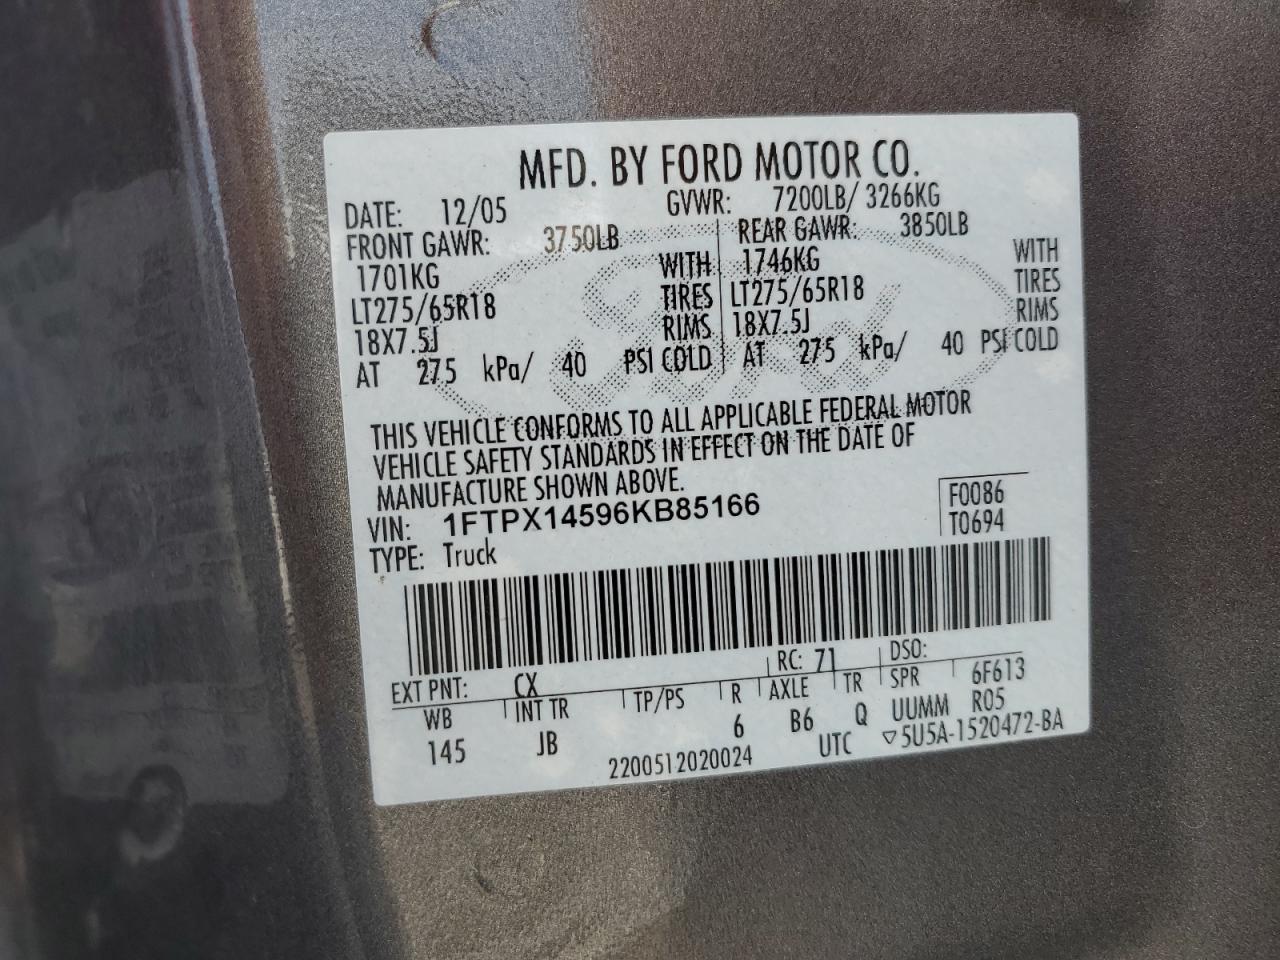 MFD. BY FORD MOTOR CO.
DATE: 12/05 GVWR: 7200LB/ 3266KG
FRONT GAWR: 3750LB REAR GAWR: 3850LB
1701KG WITH 1746KG WITH
LT275/65R18 TIRES LT275/65R18 TIRES
18X7.5J RIMS 18X7.5J RIMS
AT 275 kPa/ 40 PSI COLD AT 275 kPa/ 40 PSI COLD
THIS VEHICLE CONFORMS TO ALL APPLICABLE FEDERAL MOTOR
VEHICLE SAFETY STANDARDS IN EFFECT ON THE DATE OF
MANUFACTURE SHOWN ABOVE.
VIN: 1FTPX14596KB85166 F0086
TYPE: Truck T0694
EXT PNT: CX RC: 71 DSO:
WB INT TR TP/PS R AXLE TR SPR 6F613
145 JB 6 B6 Q UUMM R05
2200512020024 UTC ▽5U5A-1520472-BA